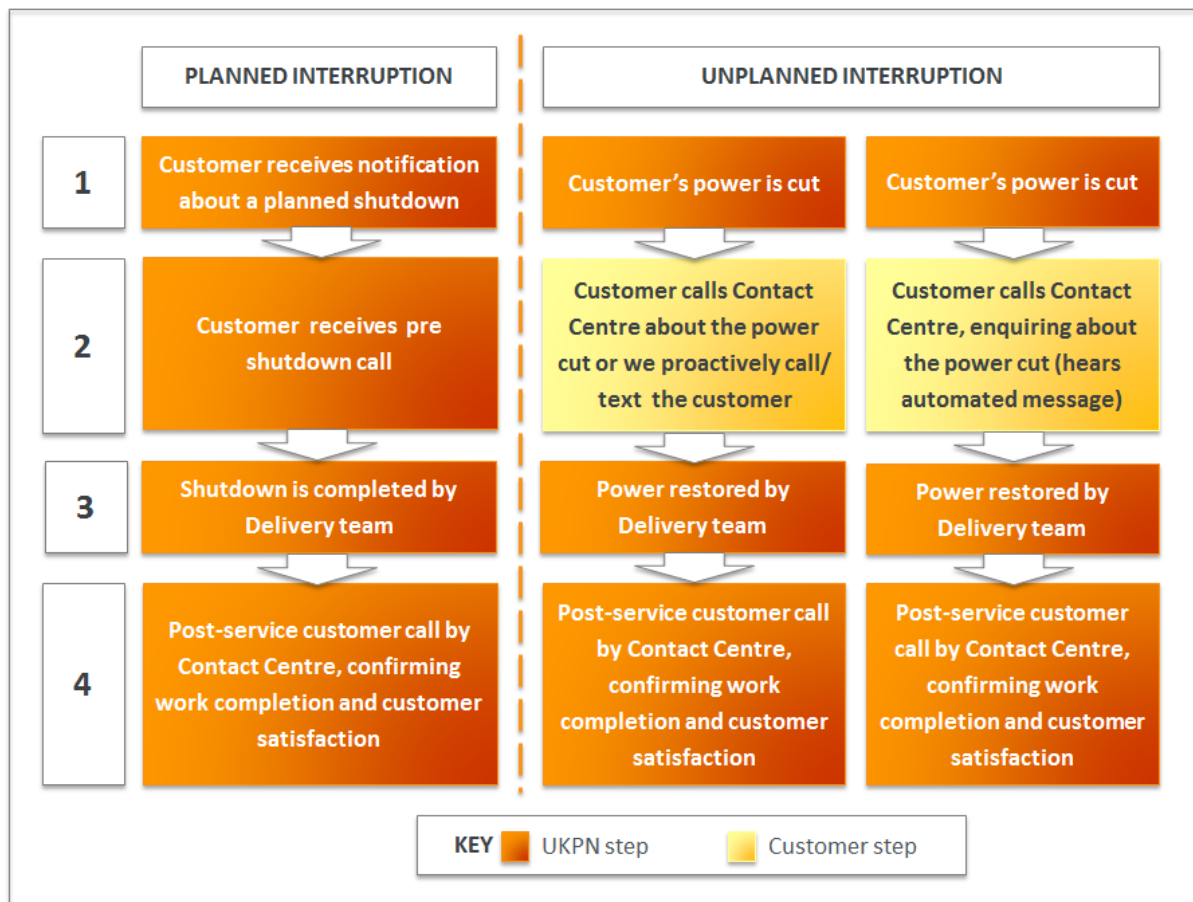 PLANNED INTERRUPTION
UNPLANNED INTERRUPTION
1
Customer receives notification
about a planned shutdown
Customer's power is cut
Customer's power is cut
2
Customer receives pre
shutdown call
Customer calls Contact
Centre about the power
cut or we proactively call/
text the customer
Customer calls Contact
Centre, enquiring about
the power cut (hears
automated message)
3
Shutdown is completed by
Delivery team
Power restored by
Delivery team
Power restored by
Delivery team
4
Post-service customer call by
Contact Centre, confirming
work completion and customer
satisfaction
Post-service customer call
by Contact Centre,
confirming work
completion and customer
satisfaction
Post-service customer
call by Contact Centre,
confirming work
completion and customer
satisfaction
KEY UKPN step Customer step